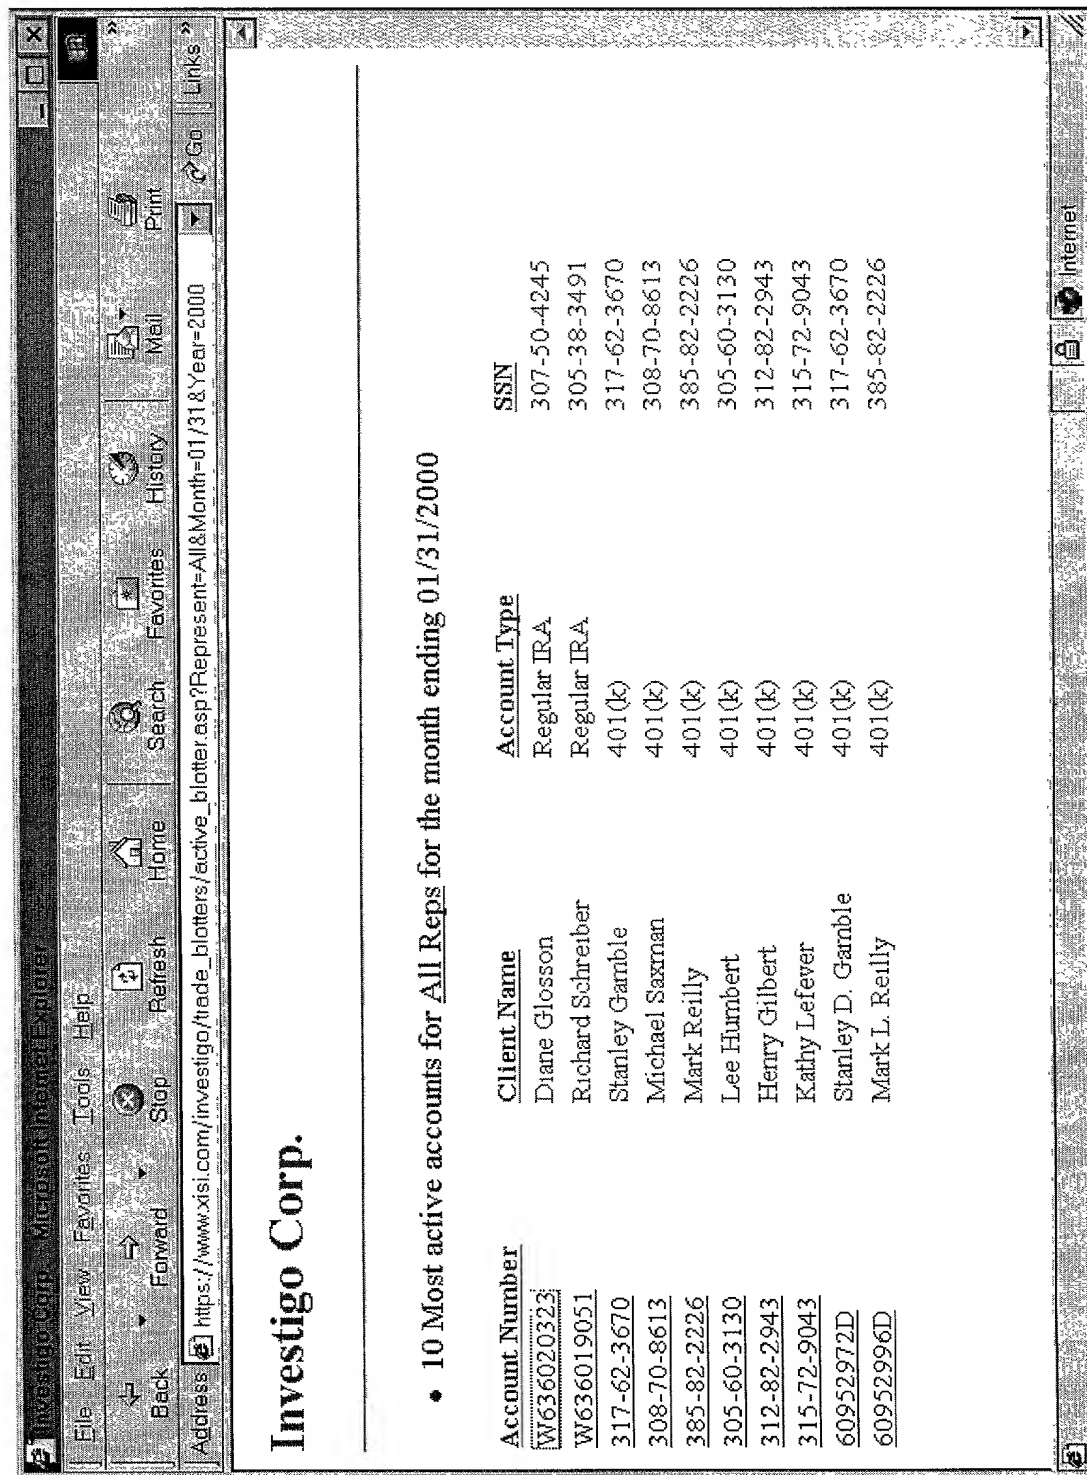 Investigo Corp. - Microsoft Internet Explorer
File Edit View Favorites Tools Help
Back Forward Stop Refresh Home Search Favorites History Mail Print »
Address https://www.xisi.com/investigo/trade_blotters/active_blotter.asp?Represent=All&Month=01/31&Year=2000 Go Links »
Investigo Corp.
• 10 Most active accounts for All Reps for the month ending 01/31/2000
Account Number Client Name Account Type SSN
W636020323 Diane Glosson Regular IRA 307-50-4245
W636019051 Richard Schreiber Regular IRA 305-38-3491
317-62-3670 Stanley Gamble 401(k) 317-62-3670
308-70-8613 Michael Saxman 401(k) 308-70-8613
385-82-2226 Mark Reilly 401(k) 385-82-2226
305-60-3130 Lee Humbert 401(k) 305-60-3130
312-82-2943 Henry Gilbert 401(k) 312-82-2943
315-72-9043 Kathy Lefever 401(k) 315-72-9043
60952972D Stanley D. Gamble 401(k) 317-62-3670
60952996D Mark L. Reilly 401(k) 385-82-2226
Internet